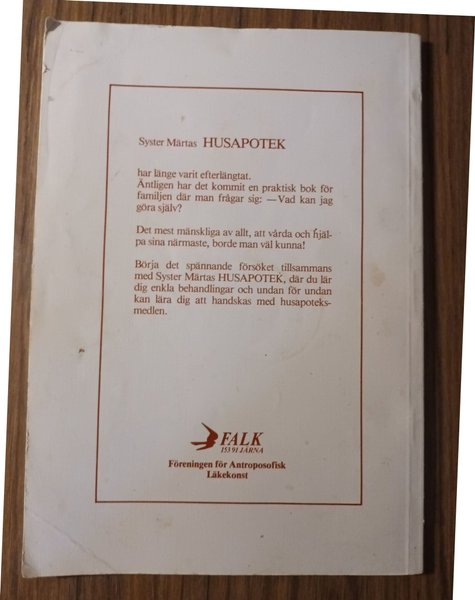 Syster Märtas HUSAPOTEK
har länge varit efterlängtat.
Äntligen har det kommit en praktisk bok för
familjen där man frågar sig: —Vad kan jag
göra själv?
Det mest mänskliga av allt, att vårda och hjäl-
pa sina närmaste, borde man väl kunna!
Börja det spännande försöket tillsammans
med Syster Märtas HUSAPOTEK, där du lär
dig enkla behandlingar och undan för undan
kan lära dig att handskas med husapoteks-
medlen.
FALK
153 91 JÄRNA
Föreningen för Antroposofisk
Läkekonst